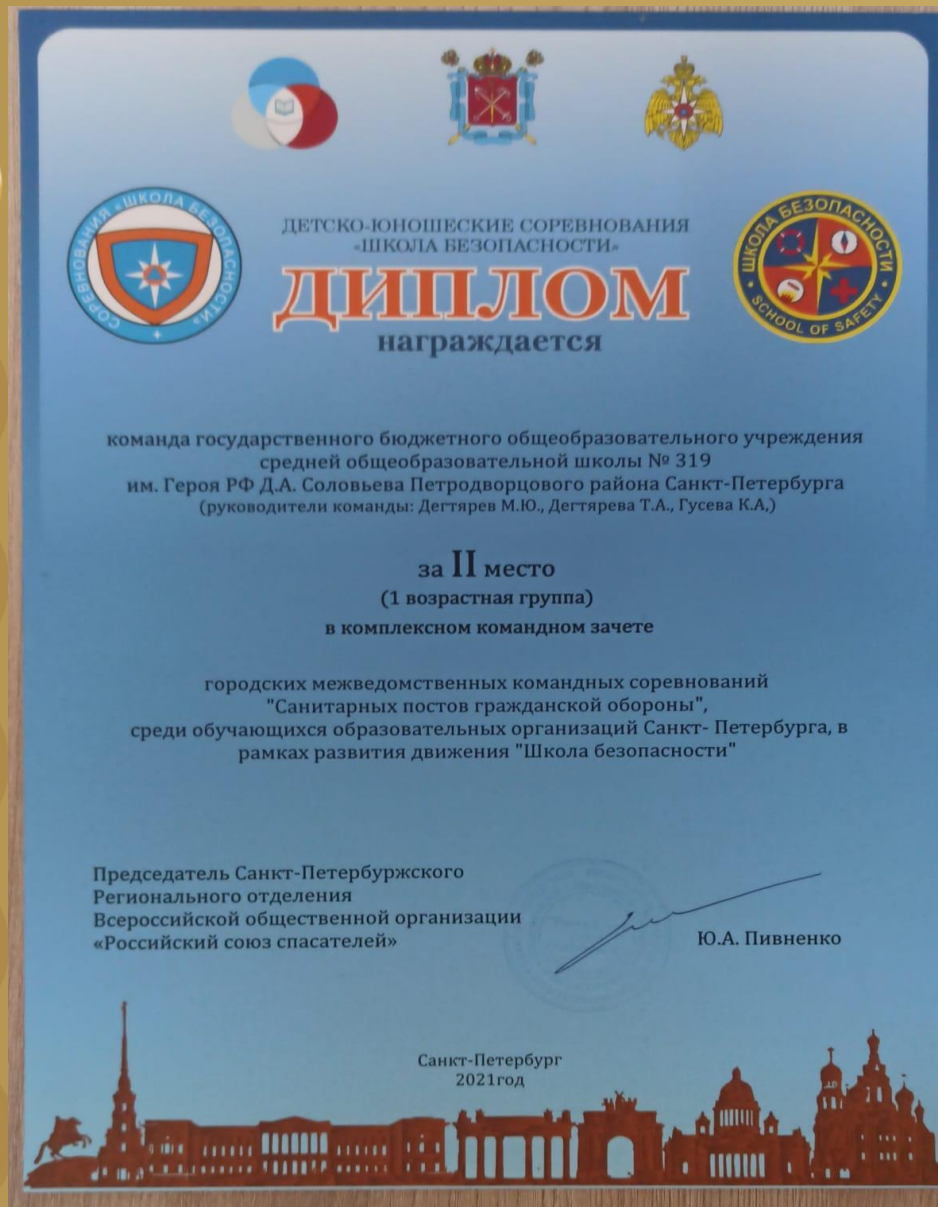 СОРЕВНОВАНИЯ «ШКОЛА БЕЗОПАСНОСТИ»
ДЕТСКО-ЮНОШЕСКИЕ СОРЕВНОВАНИЯ
«ШКОЛА БЕЗОПАСНОСТИ»
ШКОЛА БЕЗОПАСНОСТИ
SCHOOL OF SAFETY
ДИПЛОМ
награждается
команда государственного бюджетного общеобразовательного учреждения
средней общеобразовательной школы № 319
им. Героя РФ Д.А. Соловьева Петродворцового района Санкт-Петербурга
(руководители команды: Дегтярев М.Ю., Дегтярева Т.А., Гусева К.А,)
за II место
(1 возрастная группа)
в комплексном командном зачете
городских межведомственных командных соревнований
"Санитарных постов гражданской обороны",
среди обучающихся образовательных организаций Санкт- Петербурга, в
рамках развития движения "Школа безопасности"
Председатель Санкт-Петербуржского
Регионального отделения
Всероссийской общественной организации
«Российский союз спасателей»
Ю.А. Пивненко
Санкт-Петербург
2021год